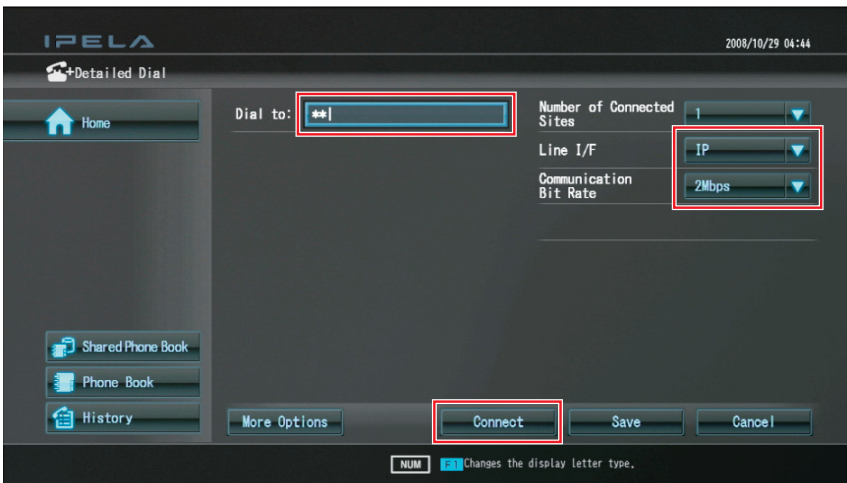 IPELA
2008/10/29 04:44
+Detailed Dial
Home
Dial to: **
Number of Connected Sites 1
Line I/F IP
Communication Bit Rate 2Mbps
Shared Phone Book
Phone Book
History
More Options Connect Save Cancel
NUM F1 Changes the display letter type.